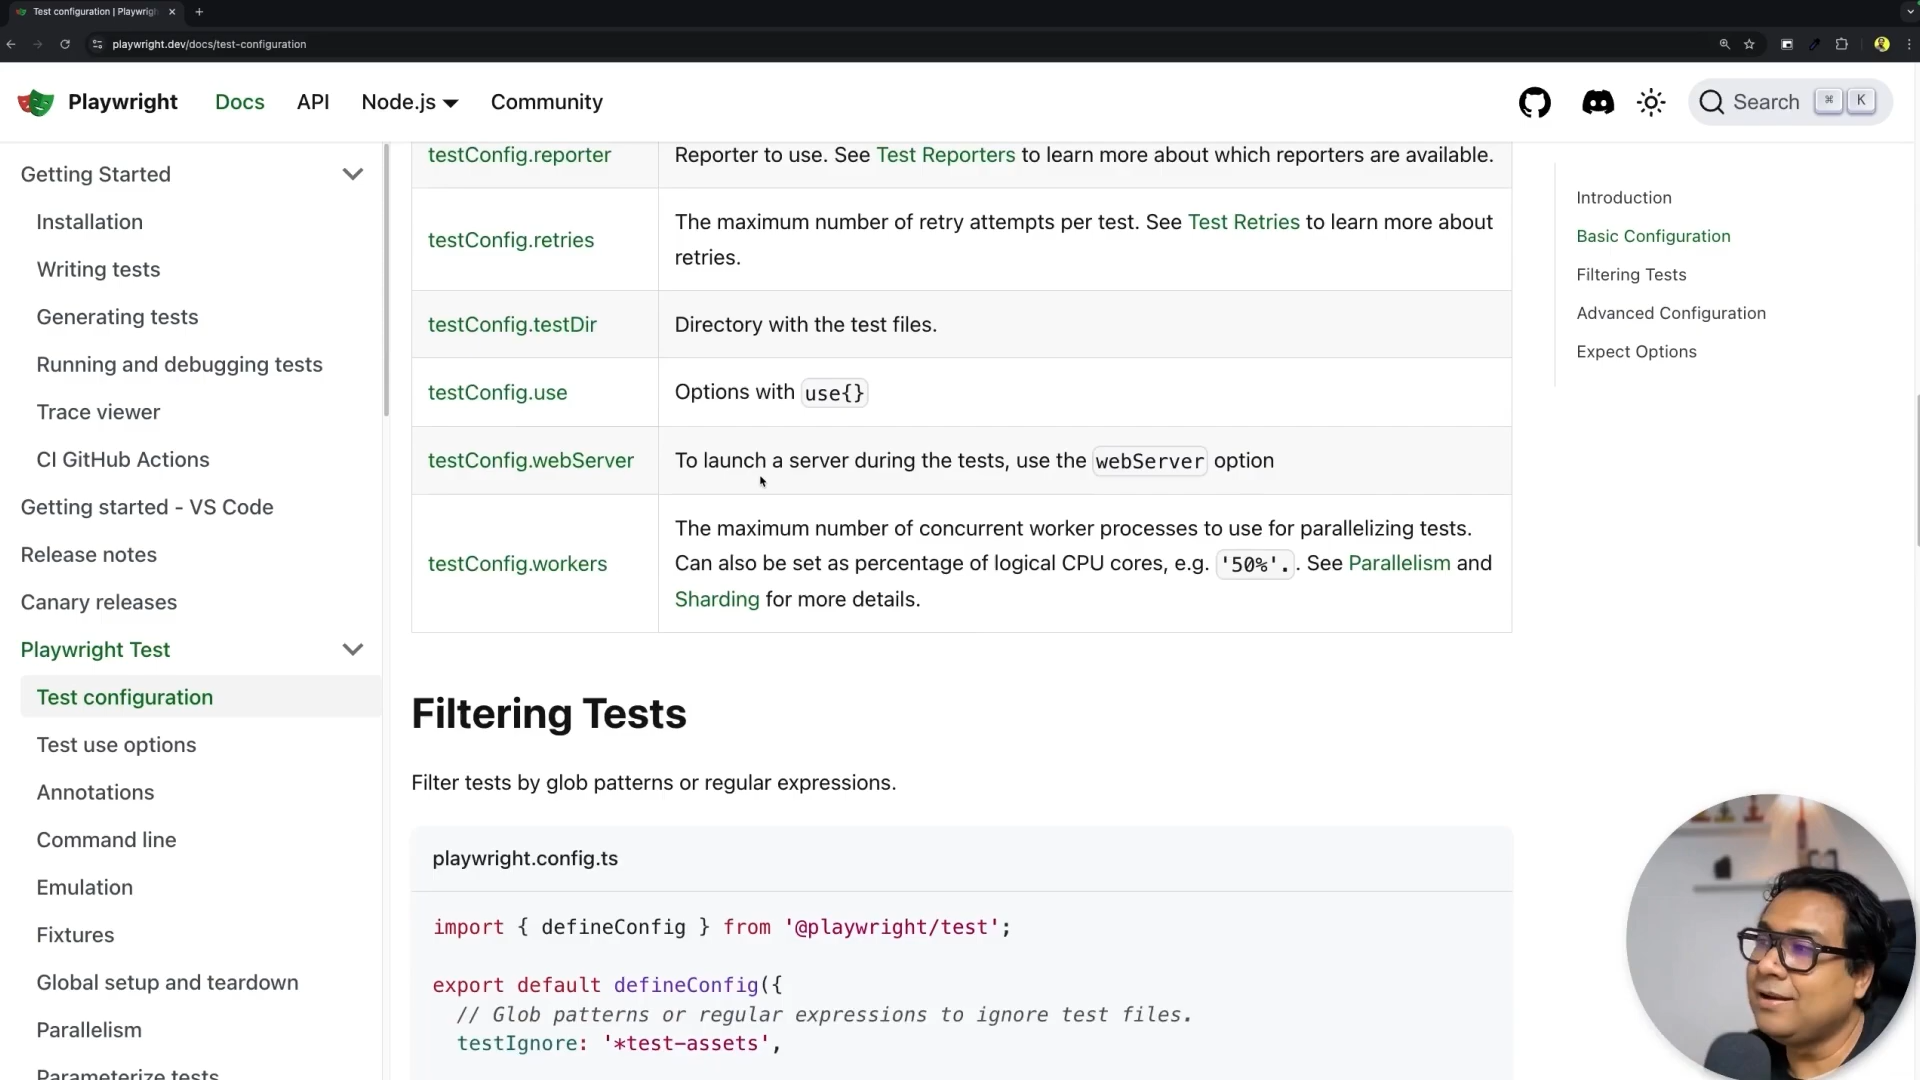 Test configuration | Playwrigh
playwright.dev/docs/test-configuration
Playwright
Docs
API
Node.js
Community
Search
⌘
K
Getting Started
Installation
Writing tests
Generating tests
Running and debugging tests
Trace viewer
CI GitHub Actions
Getting started - VS Code
Release notes
Canary releases
Playwright Test
Test configuration
Test use options
Annotations
Command line
Emulation
Fixtures
Global setup and teardown
Parallelism
Parameterize tests
testConfig.reporter
Reporter to use. See Test Reporters to learn more about which reporters are available.
testConfig.retries
The maximum number of retry attempts per test. See Test Retries to learn more about
retries.
testConfig.testDir
Directory with the test files.
testConfig.use
Options with use{}
testConfig.webServer
To launch a server during the tests, use the webServer option
testConfig.workers
The maximum number of concurrent worker processes to use for parallelizing tests.
Can also be set as percentage of logical CPU cores, e.g. '50%'.. See Parallelism and
Sharding for more details.
Filtering Tests
Filter tests by glob patterns or regular expressions.
playwright.config.ts
import { defineConfig } from '@playwright/test';
export default defineConfig({
// Glob patterns or regular expressions to ignore test files.
testIgnore: '*test-assets',
Introduction
Basic Configuration
Filtering Tests
Advanced Configuration
Expect Options